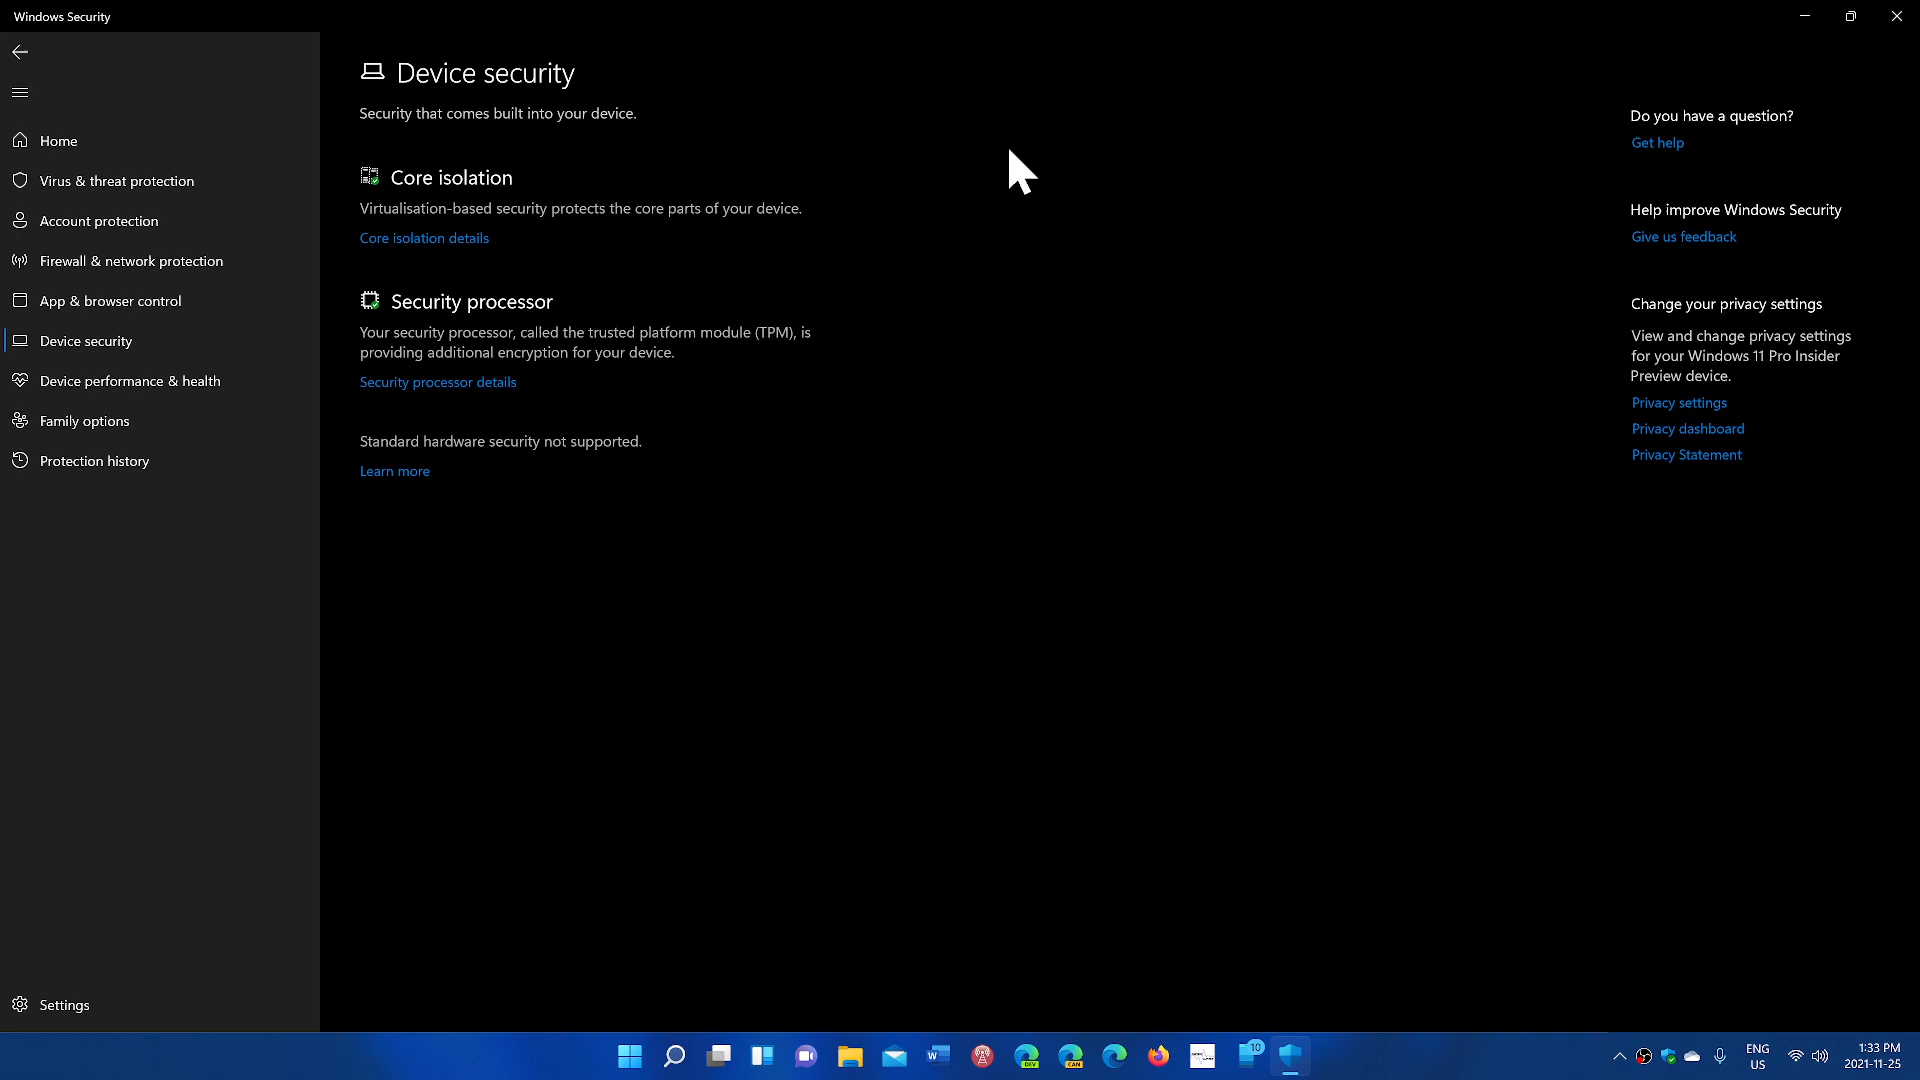 Windows Security
Home
Virus & threat protection
Account protection
Firewall & network protection
App & browser control
Device security
Device performance & health
Family options
Protection history
Settings
Device security
Security that comes built into your device.
Core isolation
Virtualisation-based security protects the core parts of your device.
Core isolation details
Security processor
Your security processor, called the trusted platform module (TPM), is
providing additional encryption for your device.
Security processor details
Standard hardware security not supported.
Learn more
Do you have a question?
Get help
Help improve Windows Security
Give us feedback
Change your privacy settings
View and change privacy settings
for your Windows 11 Pro Insider
Preview device.
Privacy settings
Privacy dashboard
Privacy Statement
W
DEV
CAN
10
ENG
US
1:33 PM
2021-11-25